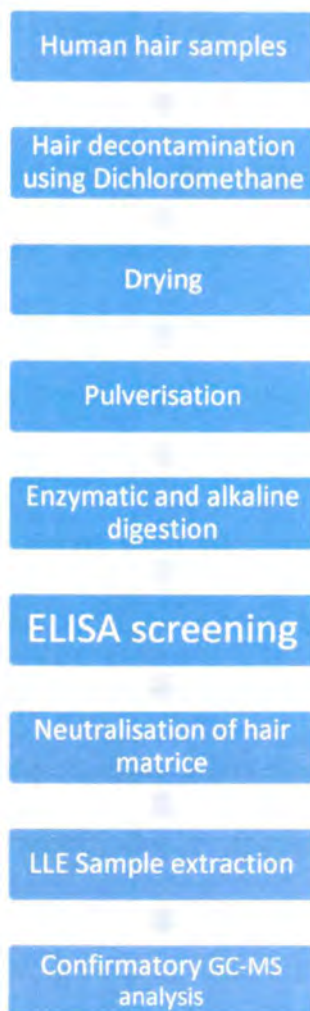 Human hair samples
Hair decontamination
using Dichloromethane
Drying
Pulverisation
Enzymatic and alkaline
digestion
ELISA screening
Neutralisation of hair
matrice
LLE Sample extraction
Confirmatory GC-MS
analysis